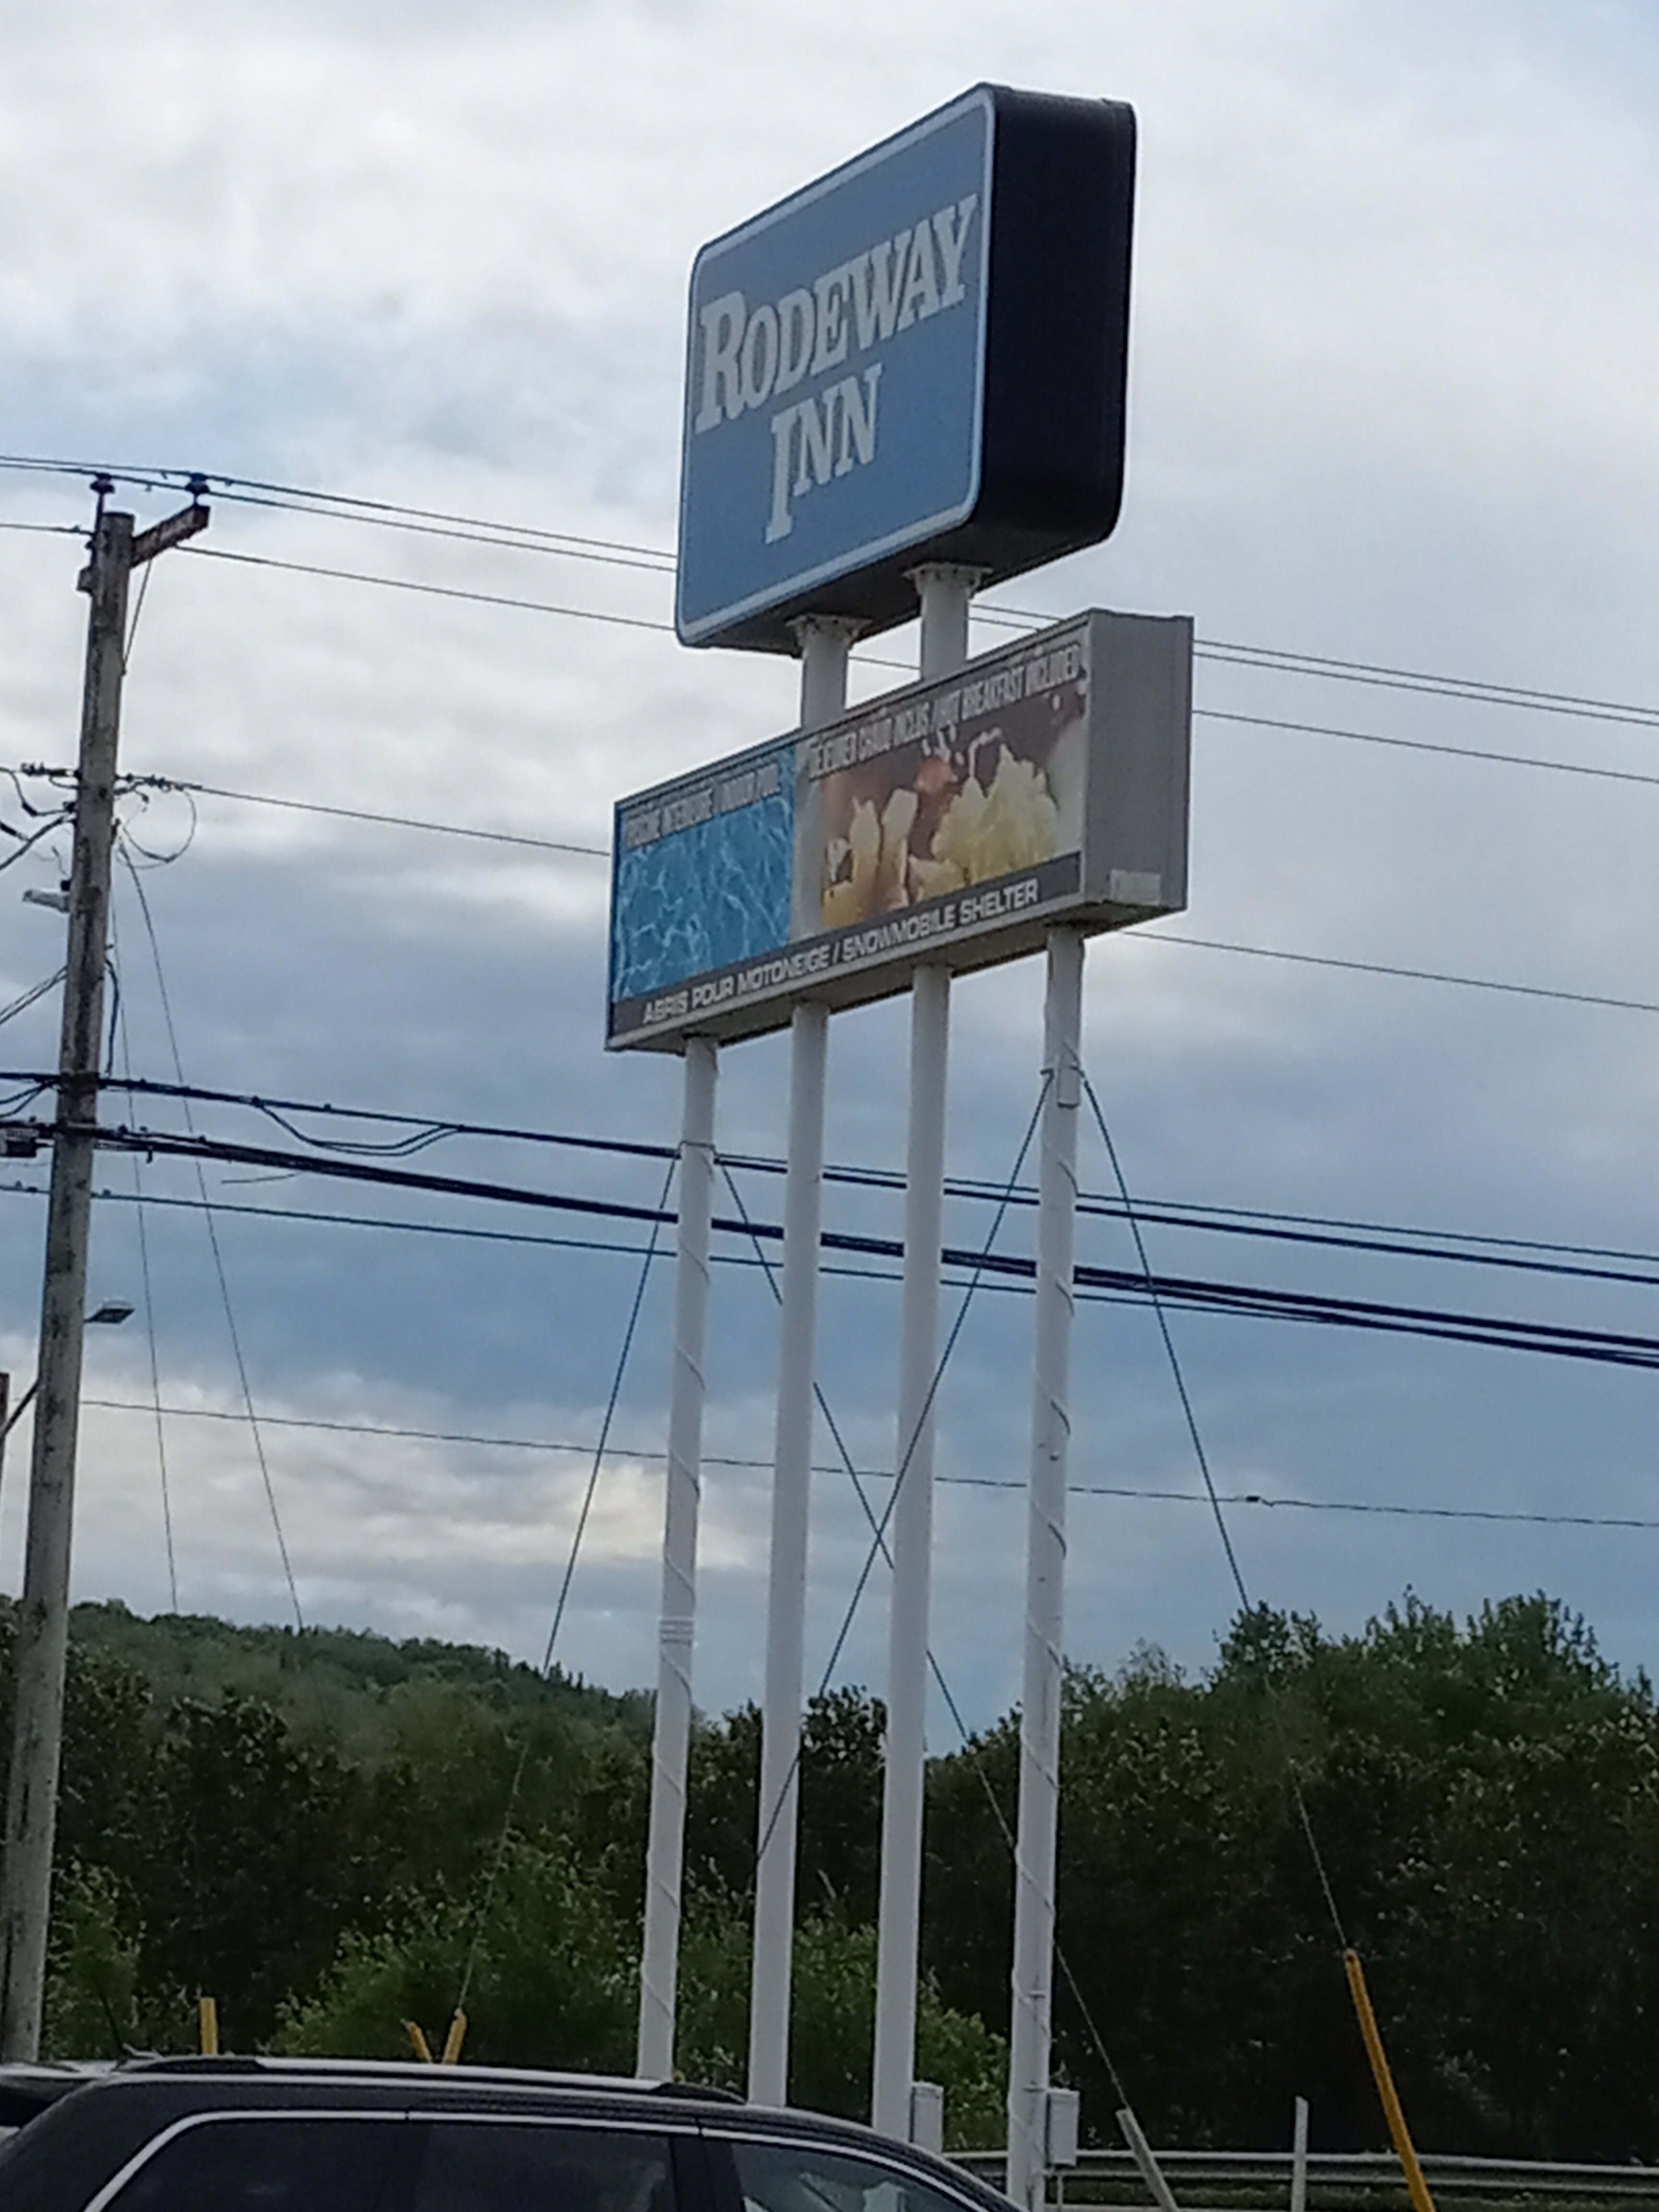 RODEWAY
INN
PISCINE INTÉRIEURE / INDOOR POOL
DÉJEUNER CHAUD INCLUS / HOT BREAKFAST INCLUDED
ABRIS POUR MOTONEIGE / SNOWMOBILE SHELTER